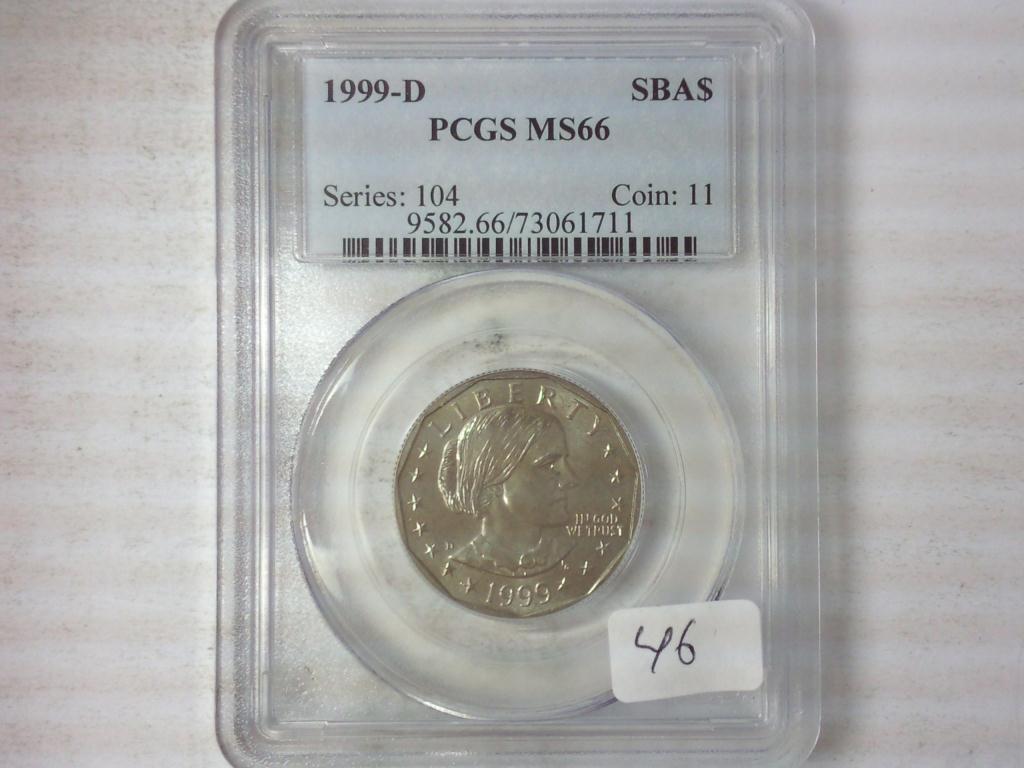 1999-D SBA$
PCGS MS66
Series: 104 Coin: 11
9582.66/73061711
LIBERTY
IN GOD
WE TRUST
D
1999
46